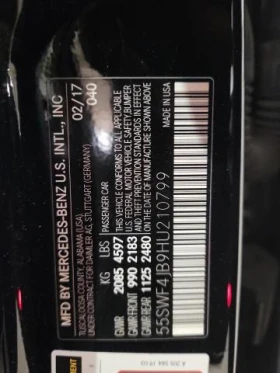 MFD BY MERCEDES-BENZ U.S. INTL., INC
TUSCALOOSA COUNTY, ALABAMA (USA)
UNDER CONTRACT FOR DAIMLER AG, STUTTGART (GERMANY)
02/17
040
KG LBS
GVWR 2085 4597
GAWR FRONT 990 2183
GAWR REAR 1125 2480
PASSENGER CAR
THIS VEHICLE CONFORMS TO ALL APPLICABLE
U.S. FEDERAL MOTOR VEHICLE SAFETY, BUMPER
AND THEFT PREVENTION STANDARDS IN EFFECT
ON THE DATE OF MANUFACTURE SHOWN ABOVE
55SWF4JB9HU210799
MADE IN USA